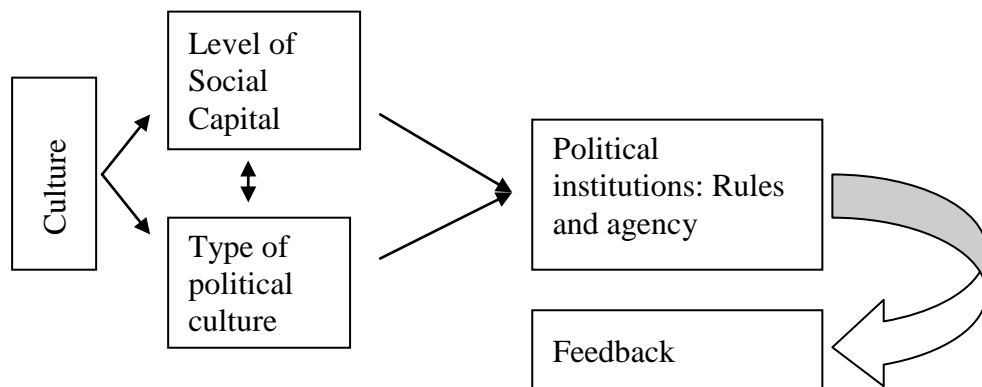 Culture
Level of
Social
Capital
Type of
political
culture
Political
institutions: Rules
and agency
Feedback